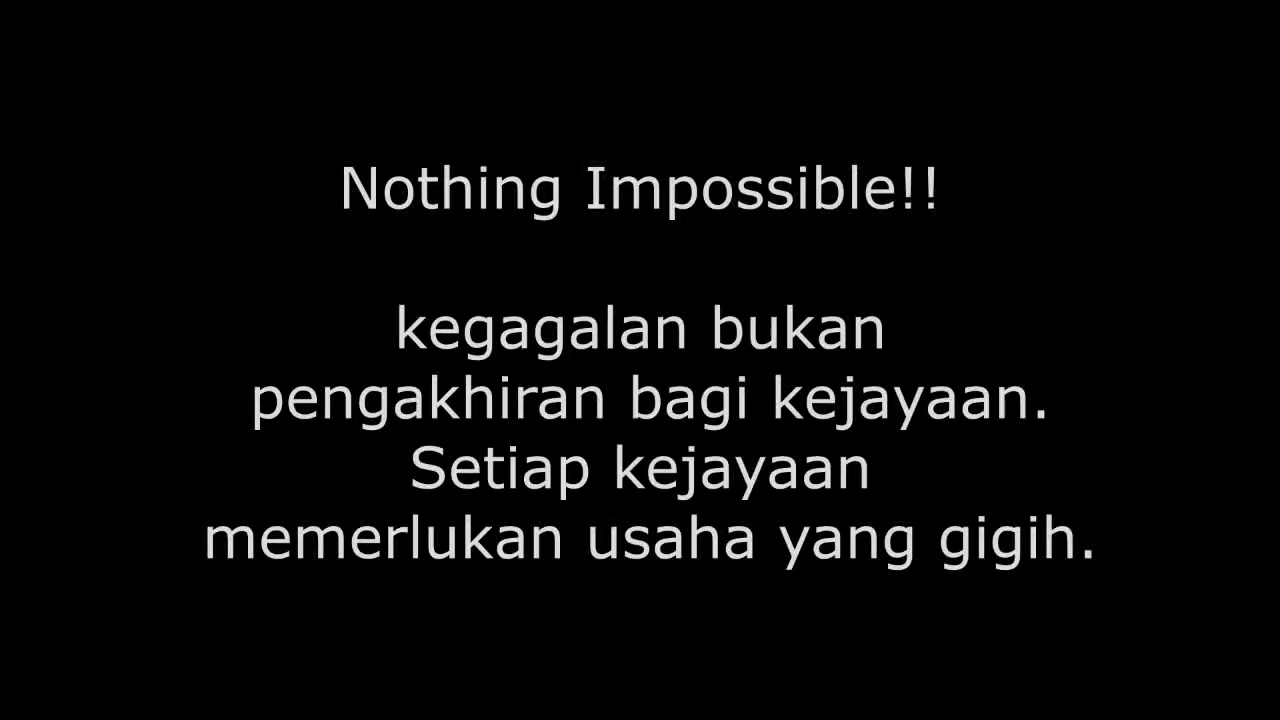 Nothing Impossible!!
kegagalan bukan
pengakhiran bagi kejayaan.
Setiap kejayaan
memerlukan usaha yang gigih.